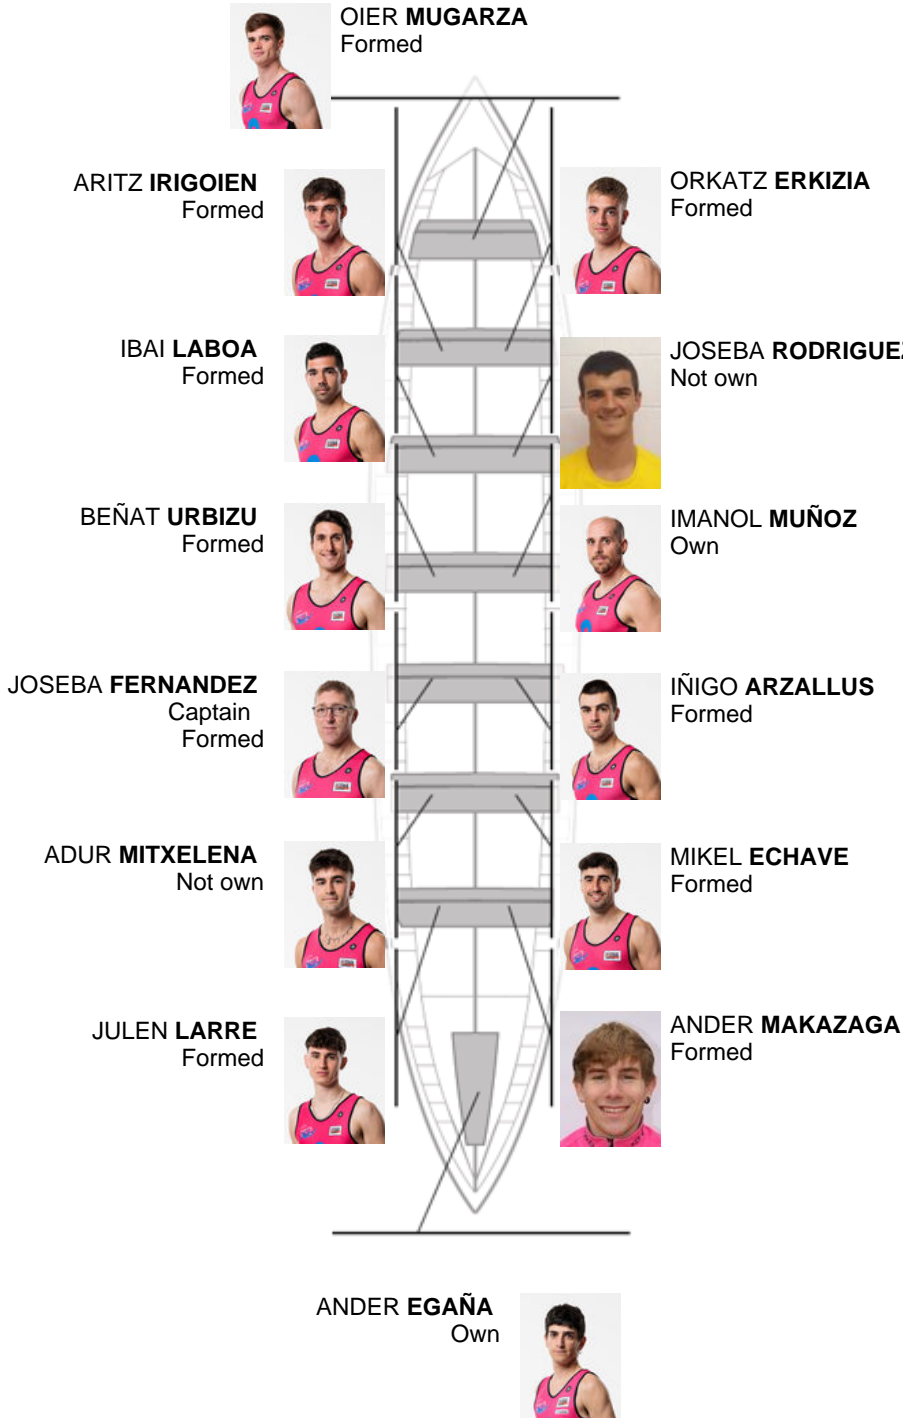 OIER MUGARZA
Formed
ARITZ IRIGOIEN
Formed
ORKATZ ERKIZIA
Formed
IBAI LABOA
Formed
JOSEBA RODRIGUEZ
Not own
BEÑAT URBIZU
Formed
IMANOL MUÑOZ
Own
JOSEBA FERNANDEZ
Captain
Formed
IÑIGO ARZALLUS
Formed
ADUR MITXELENA
Not own
MIKEL ECHAVE
Formed
JULEN LARRE
Formed
ANDER MAKAZAGA
Formed
ANDER EGAÑA
Own